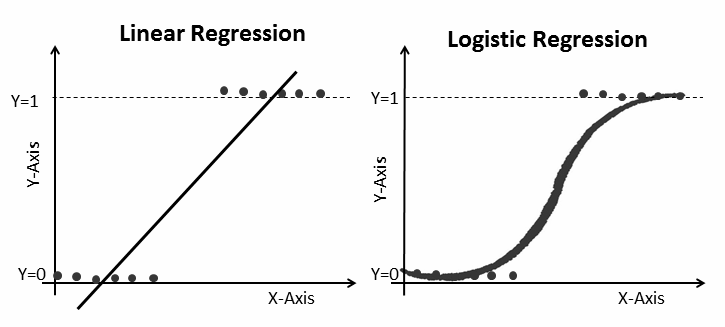 Linear Regression
Y=1
Y-Axis
Y=0
X-Axis
Logistic Regression
Y=1
Y-Axis
Y=0
X-Axis